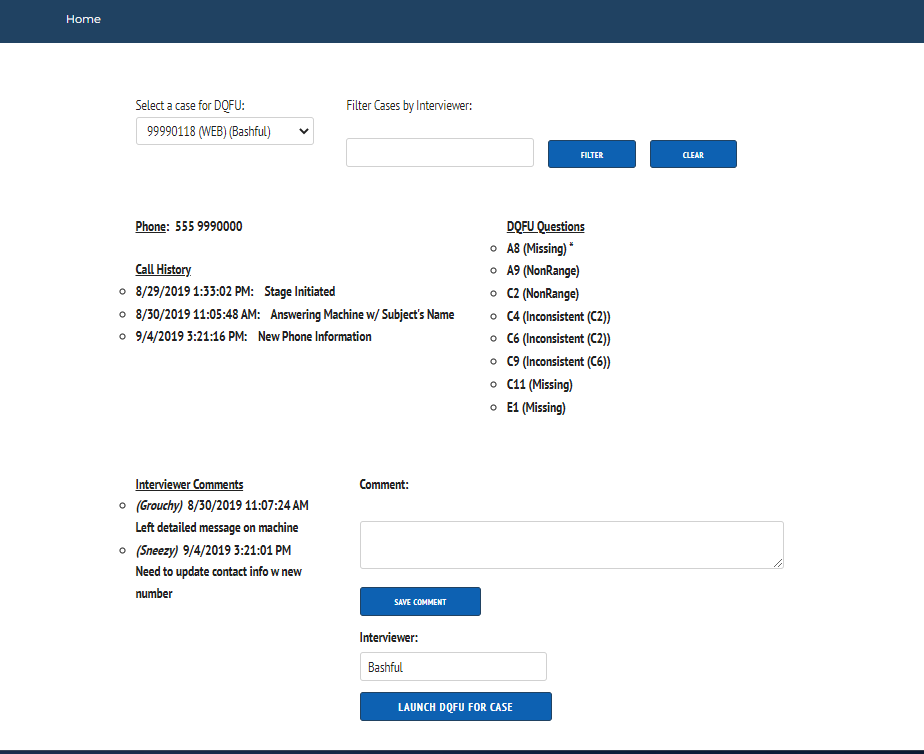 Home
Select a case for DQFU:
Filter Cases by Interviewer:
99990118 (WEB) (Bashful)
FILTER
CLEAR
Phone: 555 9990000
Call History
8/29/2019 1:33:02 PM: Stage Initiated
8/30/2019 11:05:48 AM: Answering Machine w/ Subject's Name
9/4/2019 3:21:16 PM: New Phone Information
DQFU Questions
A8 (Missing) *
A9 (NonRange)
C2 (NonRange)
C4 (Inconsistent (C2))
C6 (Inconsistent (C2))
C9 (Inconsistent (C6))
C11 (Missing)
E1 (Missing)
Interviewer Comments
(Grouchy) 8/30/2019 11:07:24 AM
Left detailed message on machine
(Sneezy) 9/4/2019 3:21:01 PM
Need to update contact info w new
number
Comment:
SAVE COMMENT
Interviewer:
Bashful
LAUNCH DQFU FOR CASE